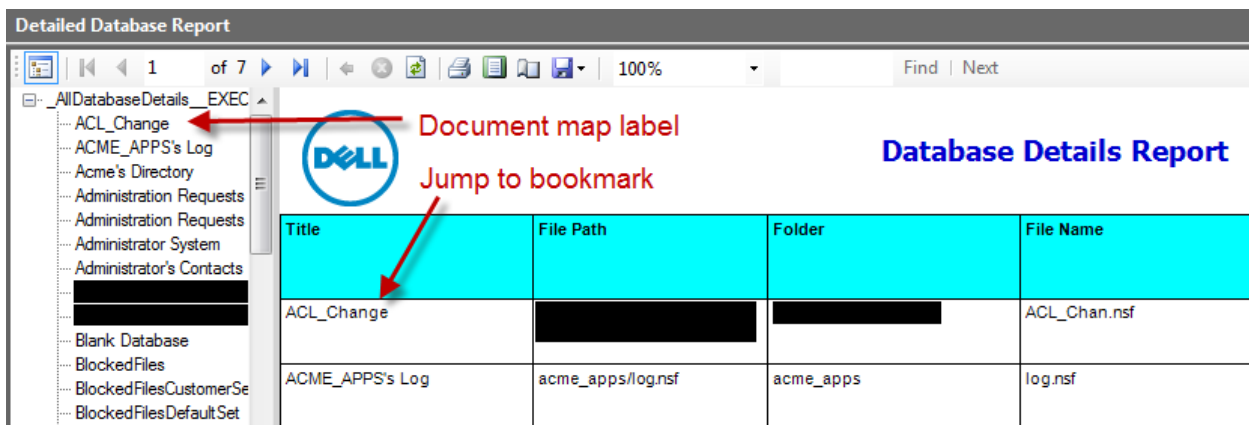 Detailed Database Report
1 of 7 100% Find | Next
_AllDatabaseDetails__EXEC
ACL_Change
ACME_APPS's Log
Acme's Directory
Administration Requests
Administration Requests
Administrator System
Administrator's Contacts
Blank Database
BlockedFiles
BlockedFilesCustomerSe
BlockedFilesDefaultSet
Document map label
Jump to bookmark
DELL
Database Details Report
Title File Path Folder File Name
ACL_Change ACL_Chan.nsf
ACME_APPS's Log acme_apps/log.nsf acme_apps log.nsf